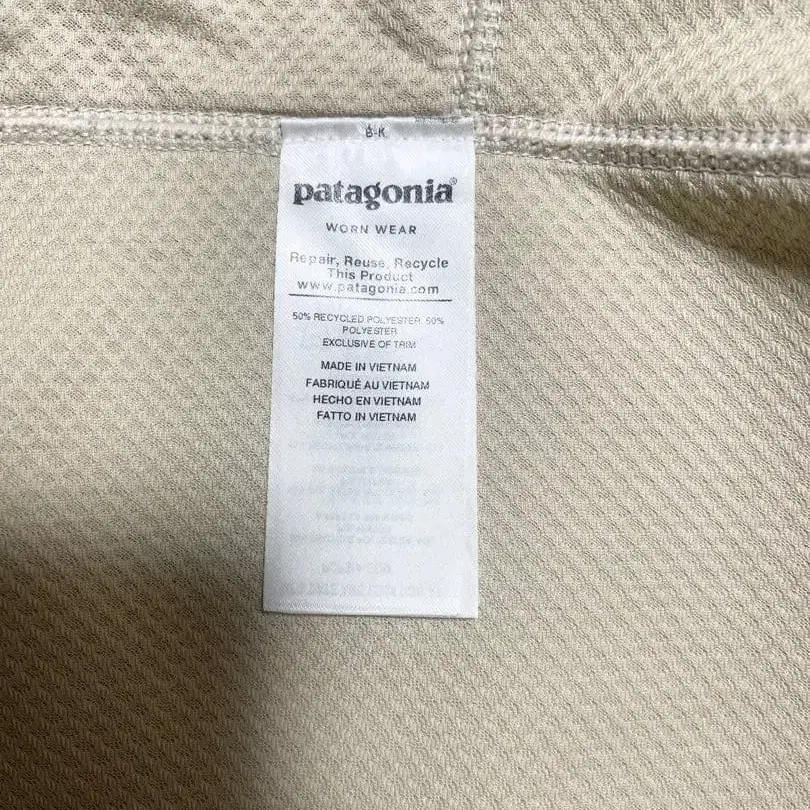 B-K
patagonia®
WORN WEAR
Repair, Reuse, Recycle
This Product
www.patagonia.com
50% RECYCLED POLYESTER, 50%
POLYESTER
EXCLUSIVE OF TRIM
MADE IN VIETNAM
FABRIQUÉ AU VIETNAM
HECHO EN VIETNAM
FATTO IN VIETNAM